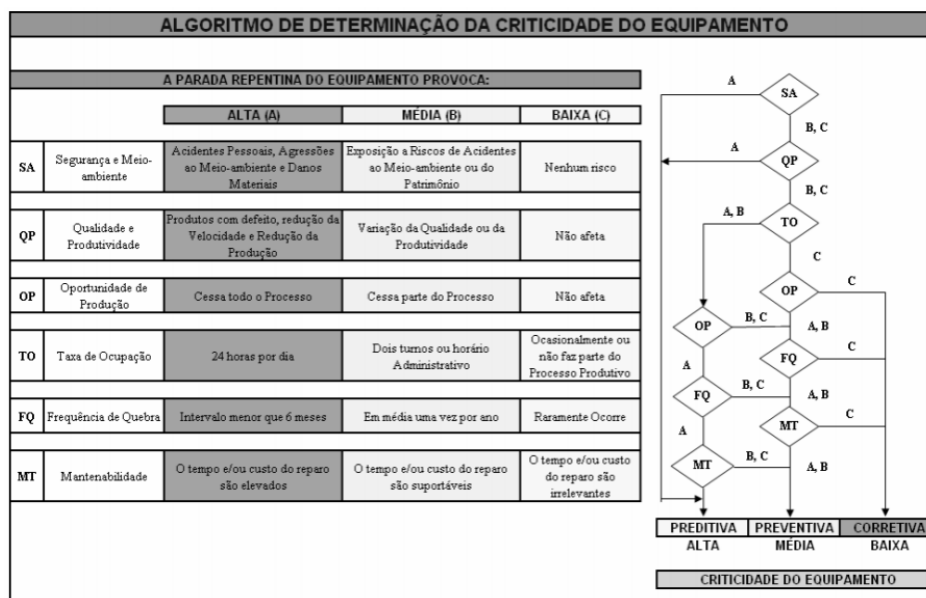 ALGORITMO DE DETERMINAÇÃO DA CRITICIDADE DO EQUIPAMENTO
A PARADA REPENTINA DO EQUIPAMENTO PROVOCA:
ALTA (A)
MÉDIA (B)
BAIXA (C)
SA
Segurança e Meio-
ambiente
Acidentes Pessoais, Agressões
ao Meio-ambiente e Danos
Materiais
Exposição a Riscos de Acidentes
ao Meio-ambiente ou do
Patrimônio
Nenhum risco
QP
Qualidade e
Produtividade
Produtos com defeito, redução da
Velocidade e Redução da
Produção
Variação da Qualidade ou da
Produtividade
Não afeta
OP
Oportunidade de
Produção
Cessa todo o Processo
Cessa parte do Processo
Não afeta
TO
Taxa de Ocupação
24 horas por dia
Dois turnos ou horário
Administrativo
Ocasionalmente ou
não faz parte do
Processo Produtivo
FQ
Frequência de Quebra
Intervalo menor que 6 meses
Em média uma vez por ano
Raramente Ocorre
MT
Mantenabilidade
O tempo e/ou custo do reparo
são elevados
O tempo e/ou custo do reparo
são suportáveis
O tempo e/ou custo
do reparo são
irrelevantes
A
SA
B, C
A
QP
B, C
A, B
TO
C
OP
C
OP
B, C
A, B
A
FQ
C
FQ
B, C
A, B
A
MT
C
MT
B, C
A, B
PREDITIVA
PREVENTIVA
CORRETIVA
ALTA
MÉDIA
BAIXA
CRITICIDADE DO EQUIPAMENTO